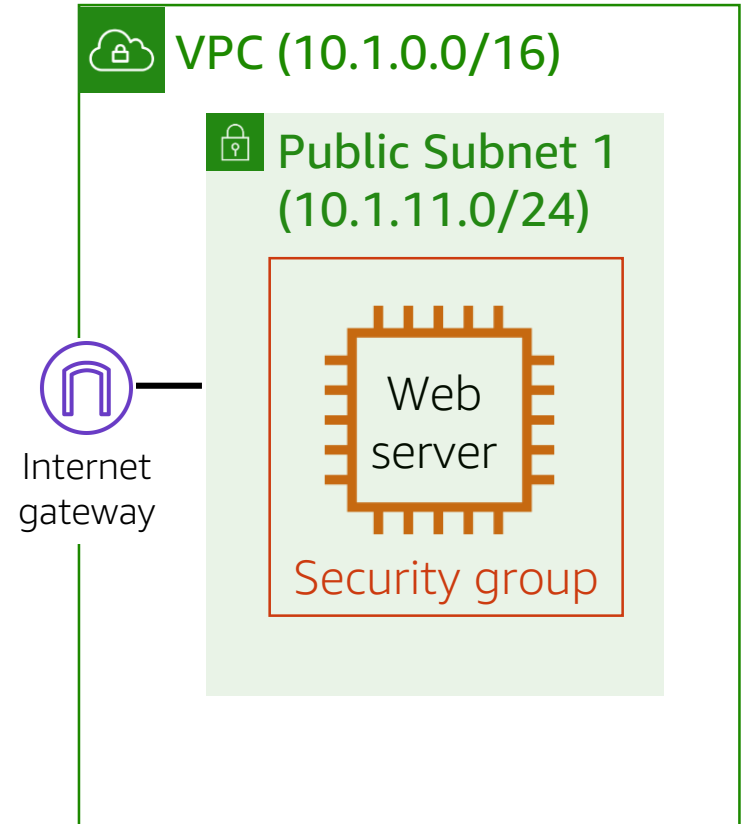 VPC (10.1.0.0/16)
Public Subnet 1
(10.1.11.0/24)
Web
server
Internet
gateway
Security group